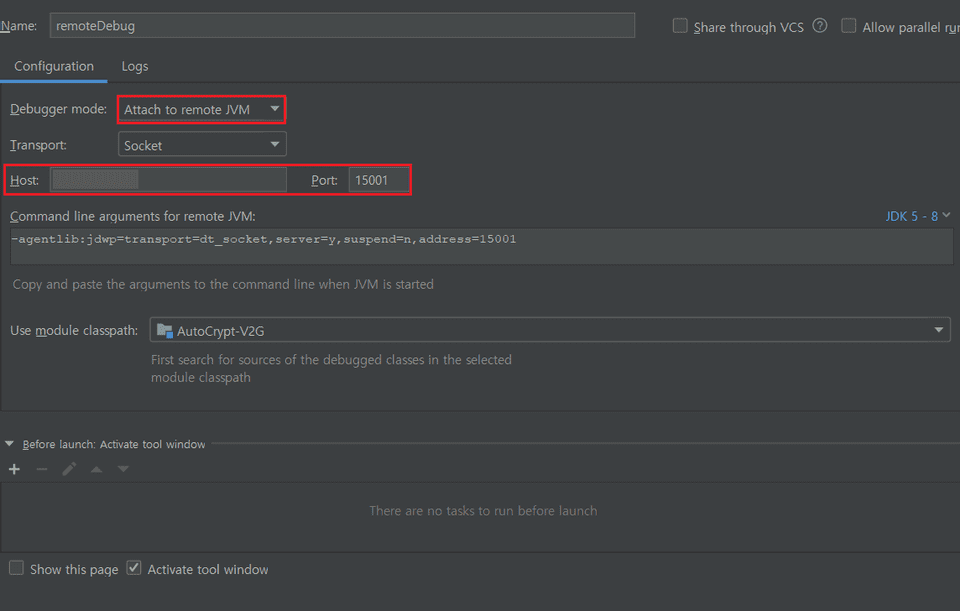 Name: remoteDebug Share through VCS ? Allow parallel run
Configuration Logs
Debugger mode: Attach to remote JVM
Transport: Socket
Host: Port: 15001
Command line arguments for remote JVM: JDK 5 - 8
-agentlib:jdwp=transport=dt_socket,server=y,suspend=n,address=15001
Copy and paste the arguments to the command line when JVM is started
Use module classpath: AutoCrypt-V2G
First search for sources of the debugged classes in the selected
module classpath
Before launch: Activate tool window
There are no tasks to run before launch
Show this page Activate tool window